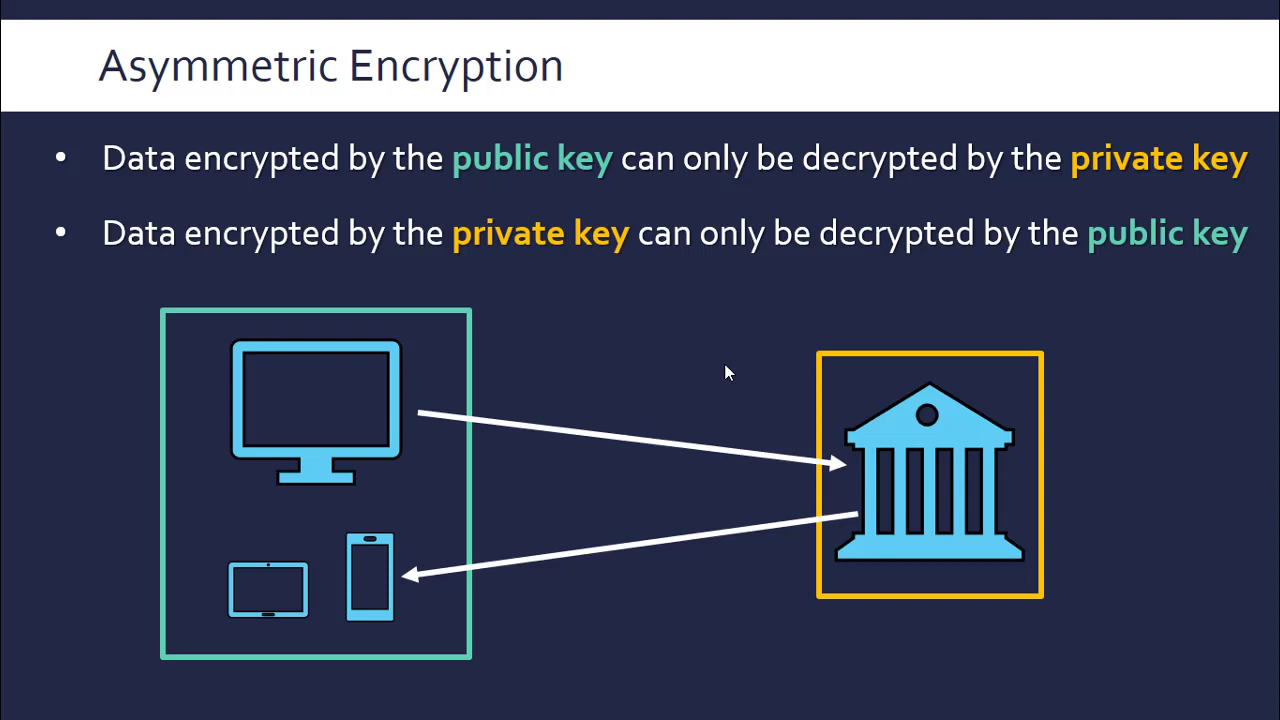 Asymmetric Encryption
• Data encrypted by the public key can only be decrypted by the private key
• Data encrypted by the private key can only be decrypted by the public key